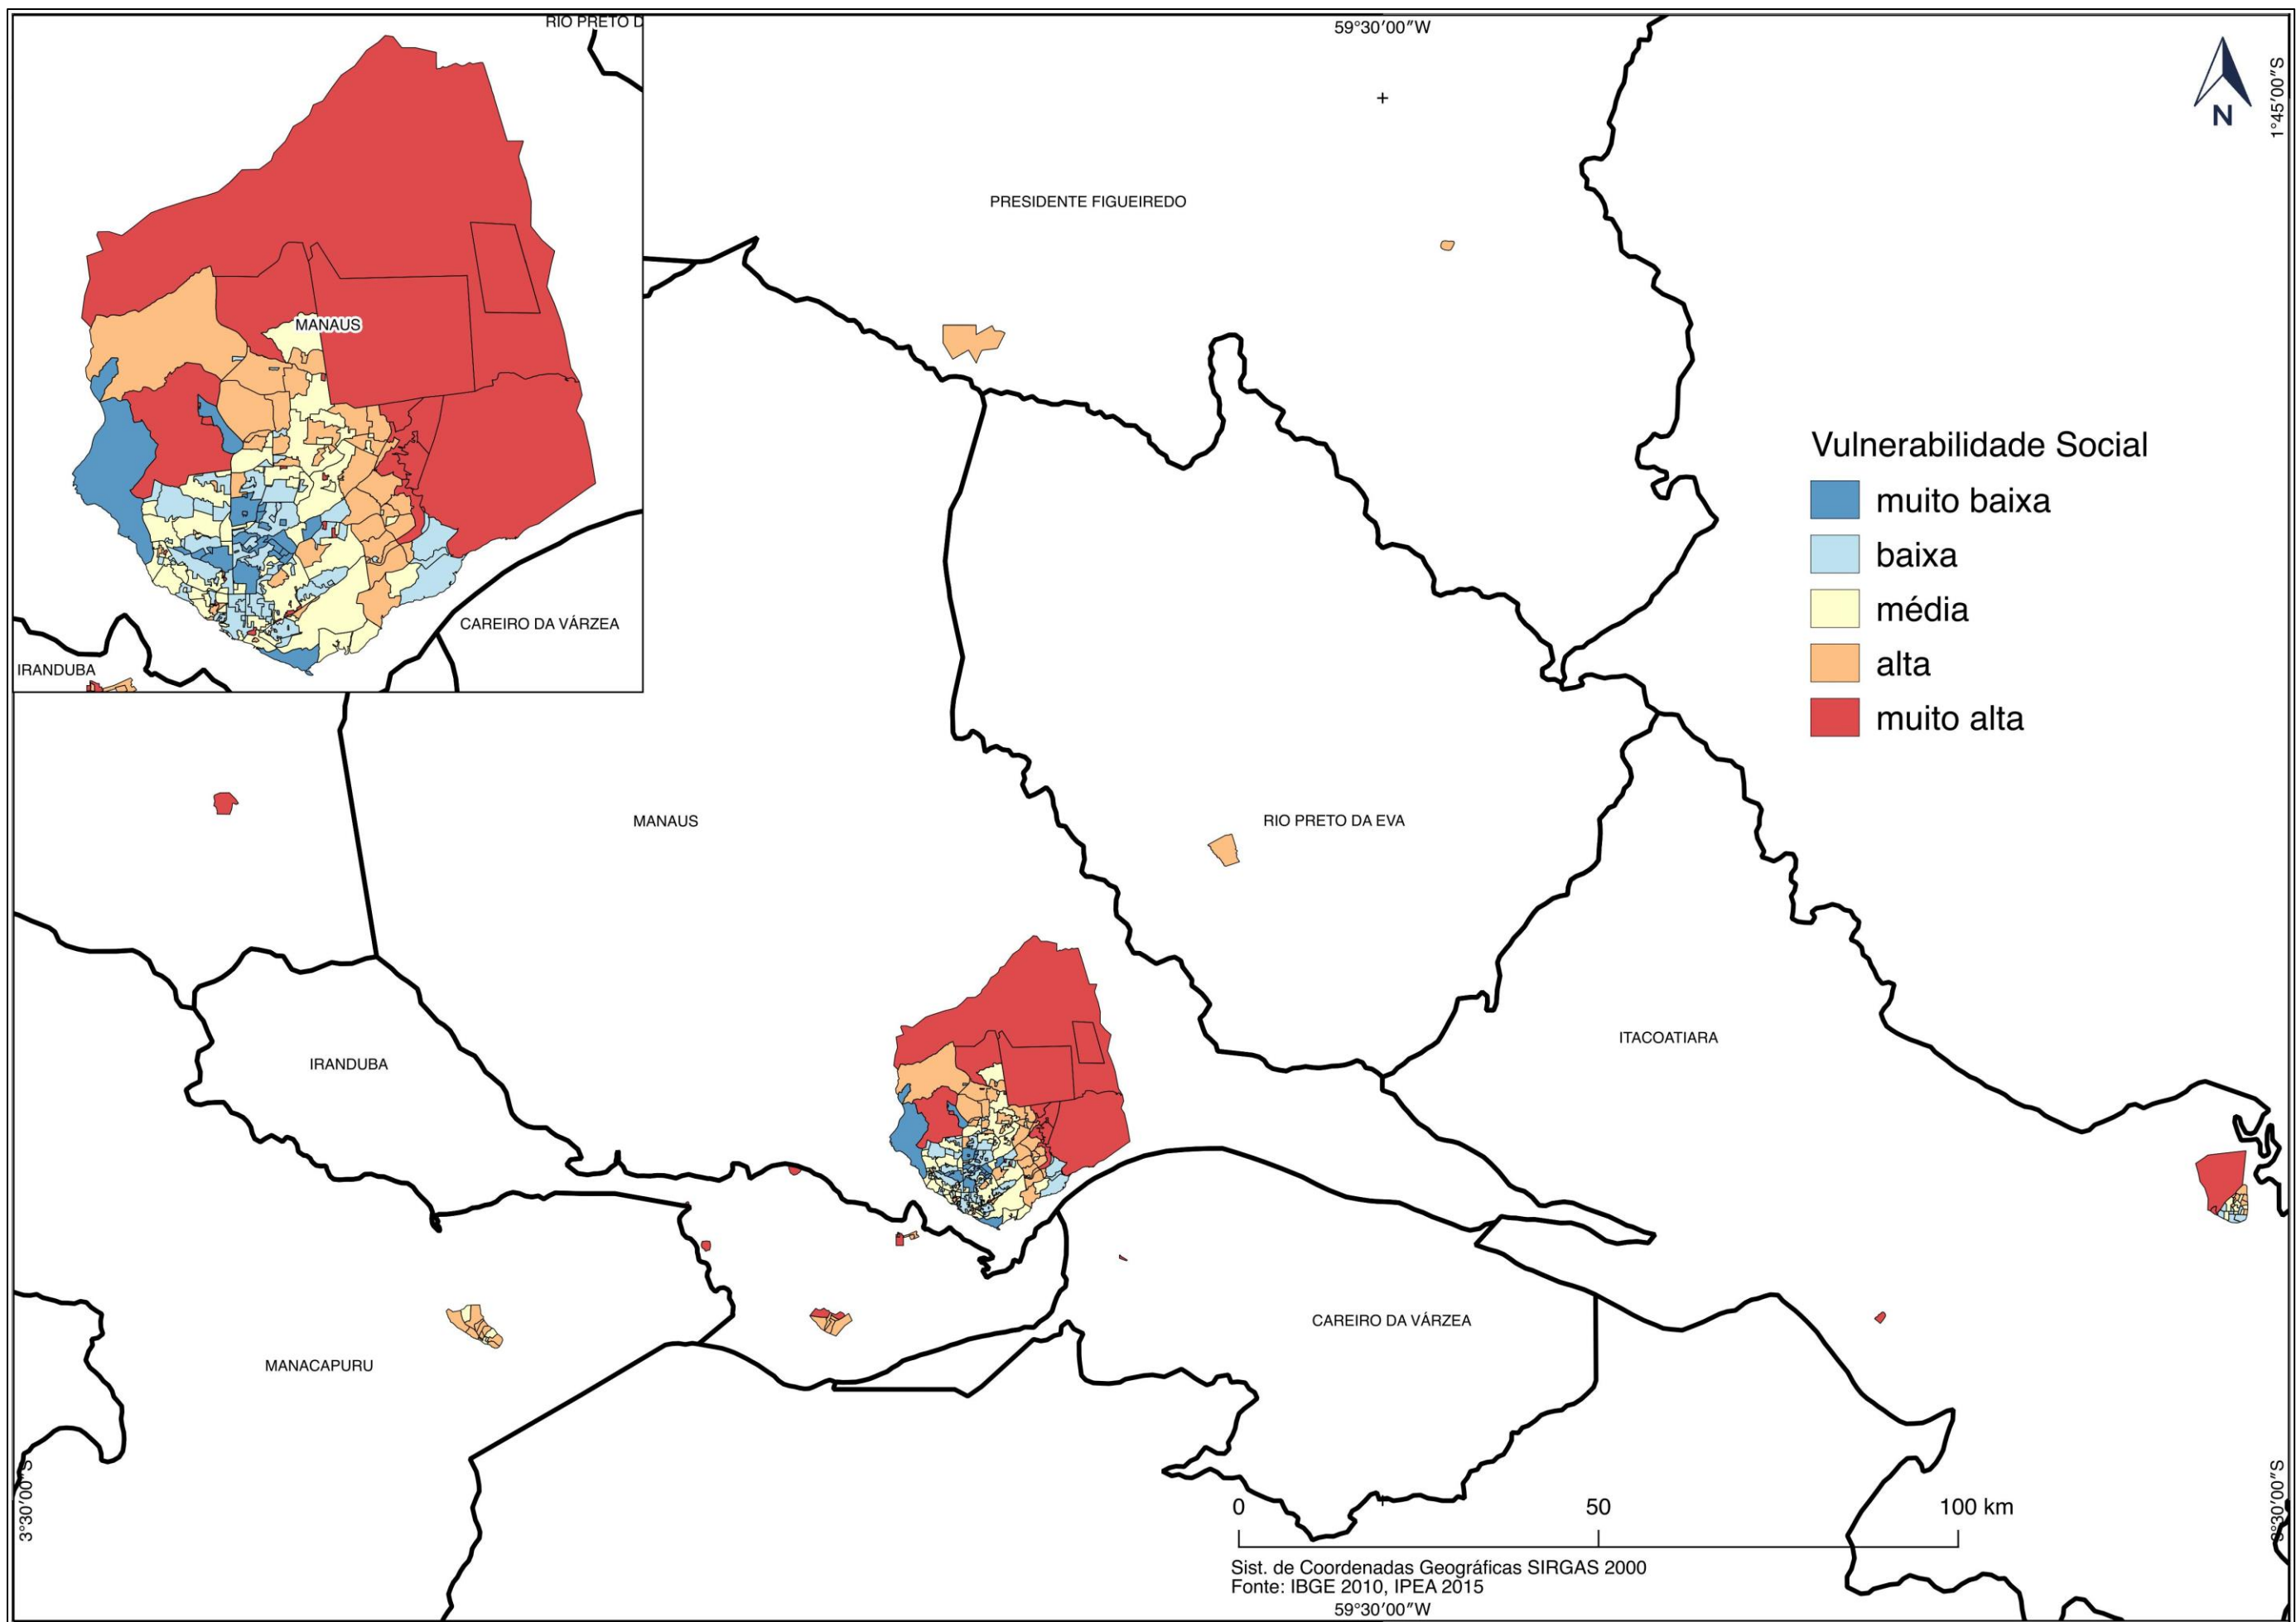 RIO PRETO D
59°30′00″W
1°45′00″S
N
PRESIDENTE FIGUEIREDO
MANAUS
CAREIRO DA VÁRZEA
IRANDUBA
Vulnerabilidade Social
muito baixa
baixa
média
alta
muito alta
MANAUS
RIO PRETO DA EVA
ITACOATIARA
IRANDUBA
CAREIRO DA VÁRZEA
MANACAPURU
3°30′00″S
3°30′00″S
0 50 100 km
Sist. de Coordenadas Geográficas SIRGAS 2000
Fonte: IBGE 2010, IPEA 2015
59°30′00″W